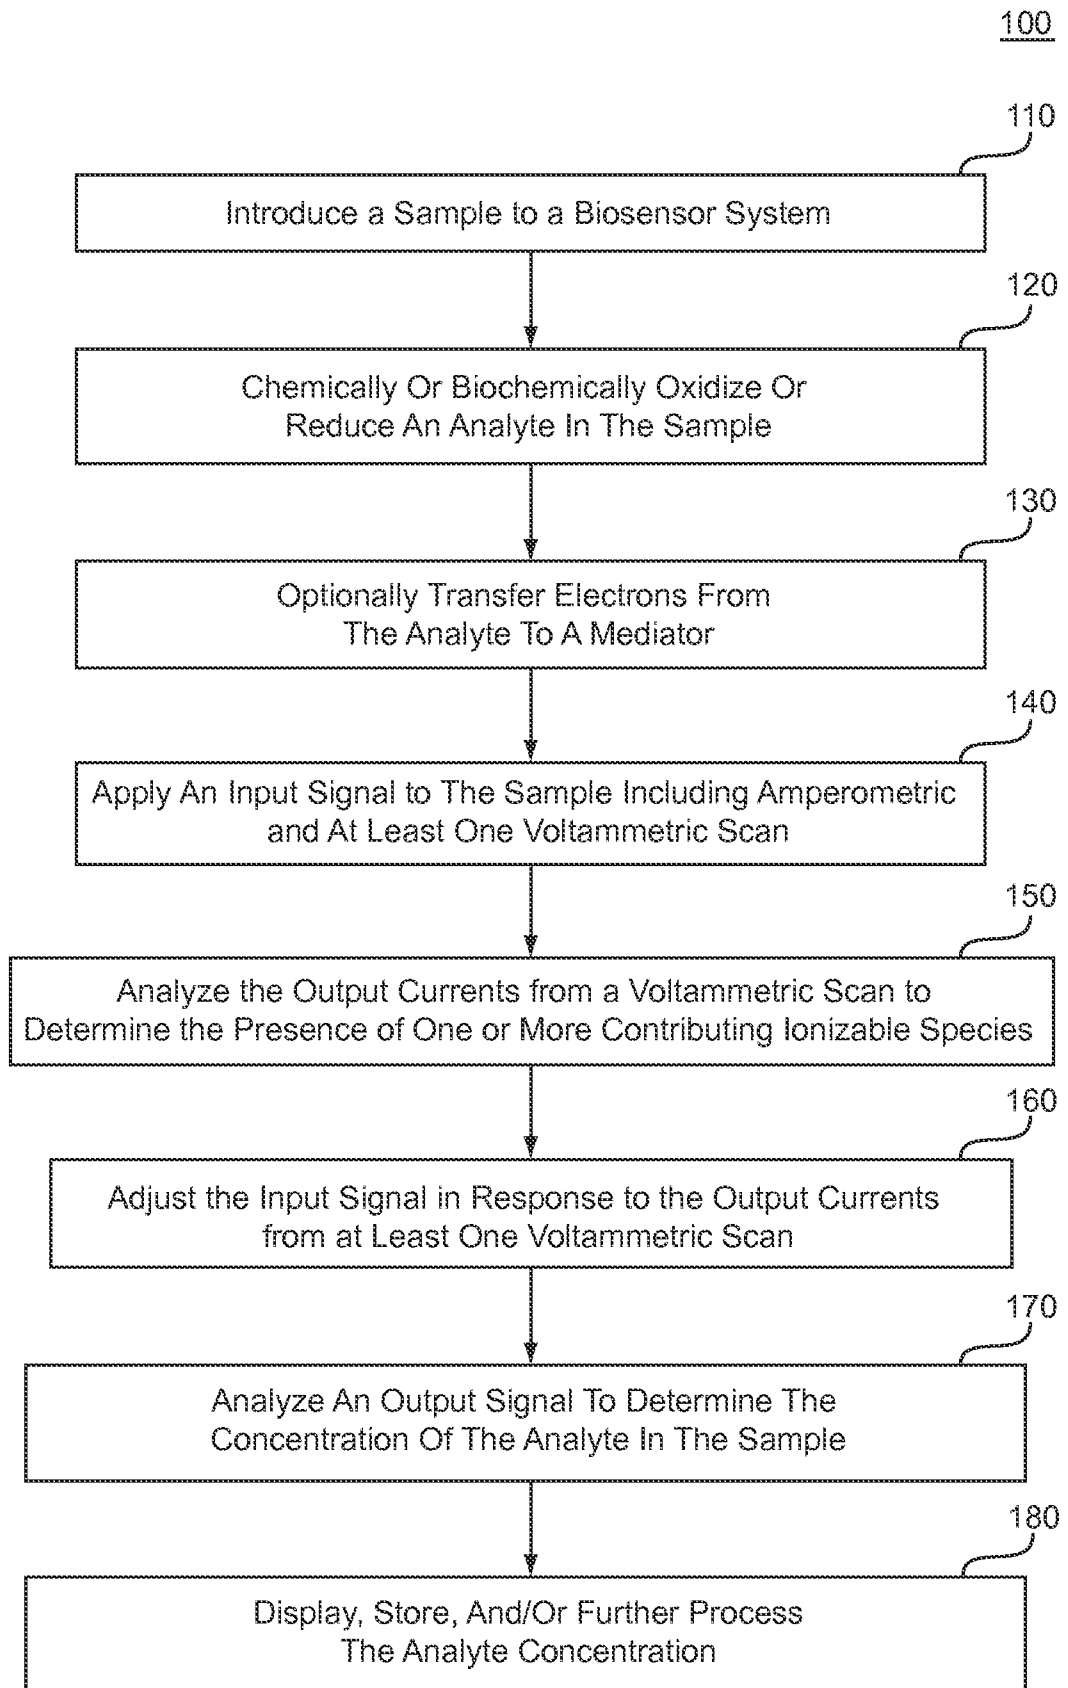 100
110
Introduce a Sample to a Biosensor System
120
Chemically Or Biochemically Oxidize Or
Reduce An Analyte In The Sample
130
Optionally Transfer Electrons From
The Analyte To A Mediator
140
Apply An Input Signal to The Sample Including Amperometric
and At Least One Voltammetric Scan
150
Analyze the Output Currents from a Voltammetric Scan to
Determine the Presence of One or More Contributing Ionizable Species
160
Adjust the Input Signal in Response to the Output Currents
from at Least One Voltammetric Scan
170
Analyze An Output Signal To Determine The
Concentration Of The Analyte In The Sample
180
Display, Store, And/Or Further Process
The Analyte Concentration